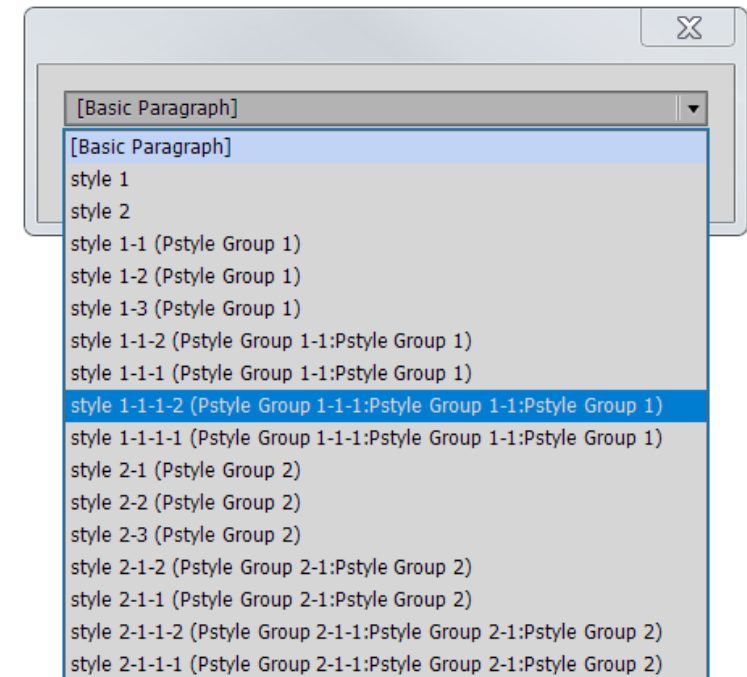 [Basic Paragraph]
[Basic Paragraph]
style 1
style 2
style 1-1 (Pstyle Group 1)
style 1-2 (Pstyle Group 1)
style 1-3 (Pstyle Group 1)
style 1-1-2 (Pstyle Group 1-1:Pstyle Group 1)
style 1-1-1 (Pstyle Group 1-1:Pstyle Group 1)
style 1-1-1-2 (Pstyle Group 1-1-1:Pstyle Group 1-1:Pstyle Group 1)
style 1-1-1-1 (Pstyle Group 1-1-1:Pstyle Group 1-1:Pstyle Group 1)
style 2-1 (Pstyle Group 2)
style 2-2 (Pstyle Group 2)
style 2-3 (Pstyle Group 2)
style 2-1-2 (Pstyle Group 2-1:Pstyle Group 2)
style 2-1-1 (Pstyle Group 2-1:Pstyle Group 2)
style 2-1-1-2 (Pstyle Group 2-1-1:Pstyle Group 2-1:Pstyle Group 2)
style 2-1-1-1 (Pstyle Group 2-1-1:Pstyle Group 2-1:Pstyle Group 2)